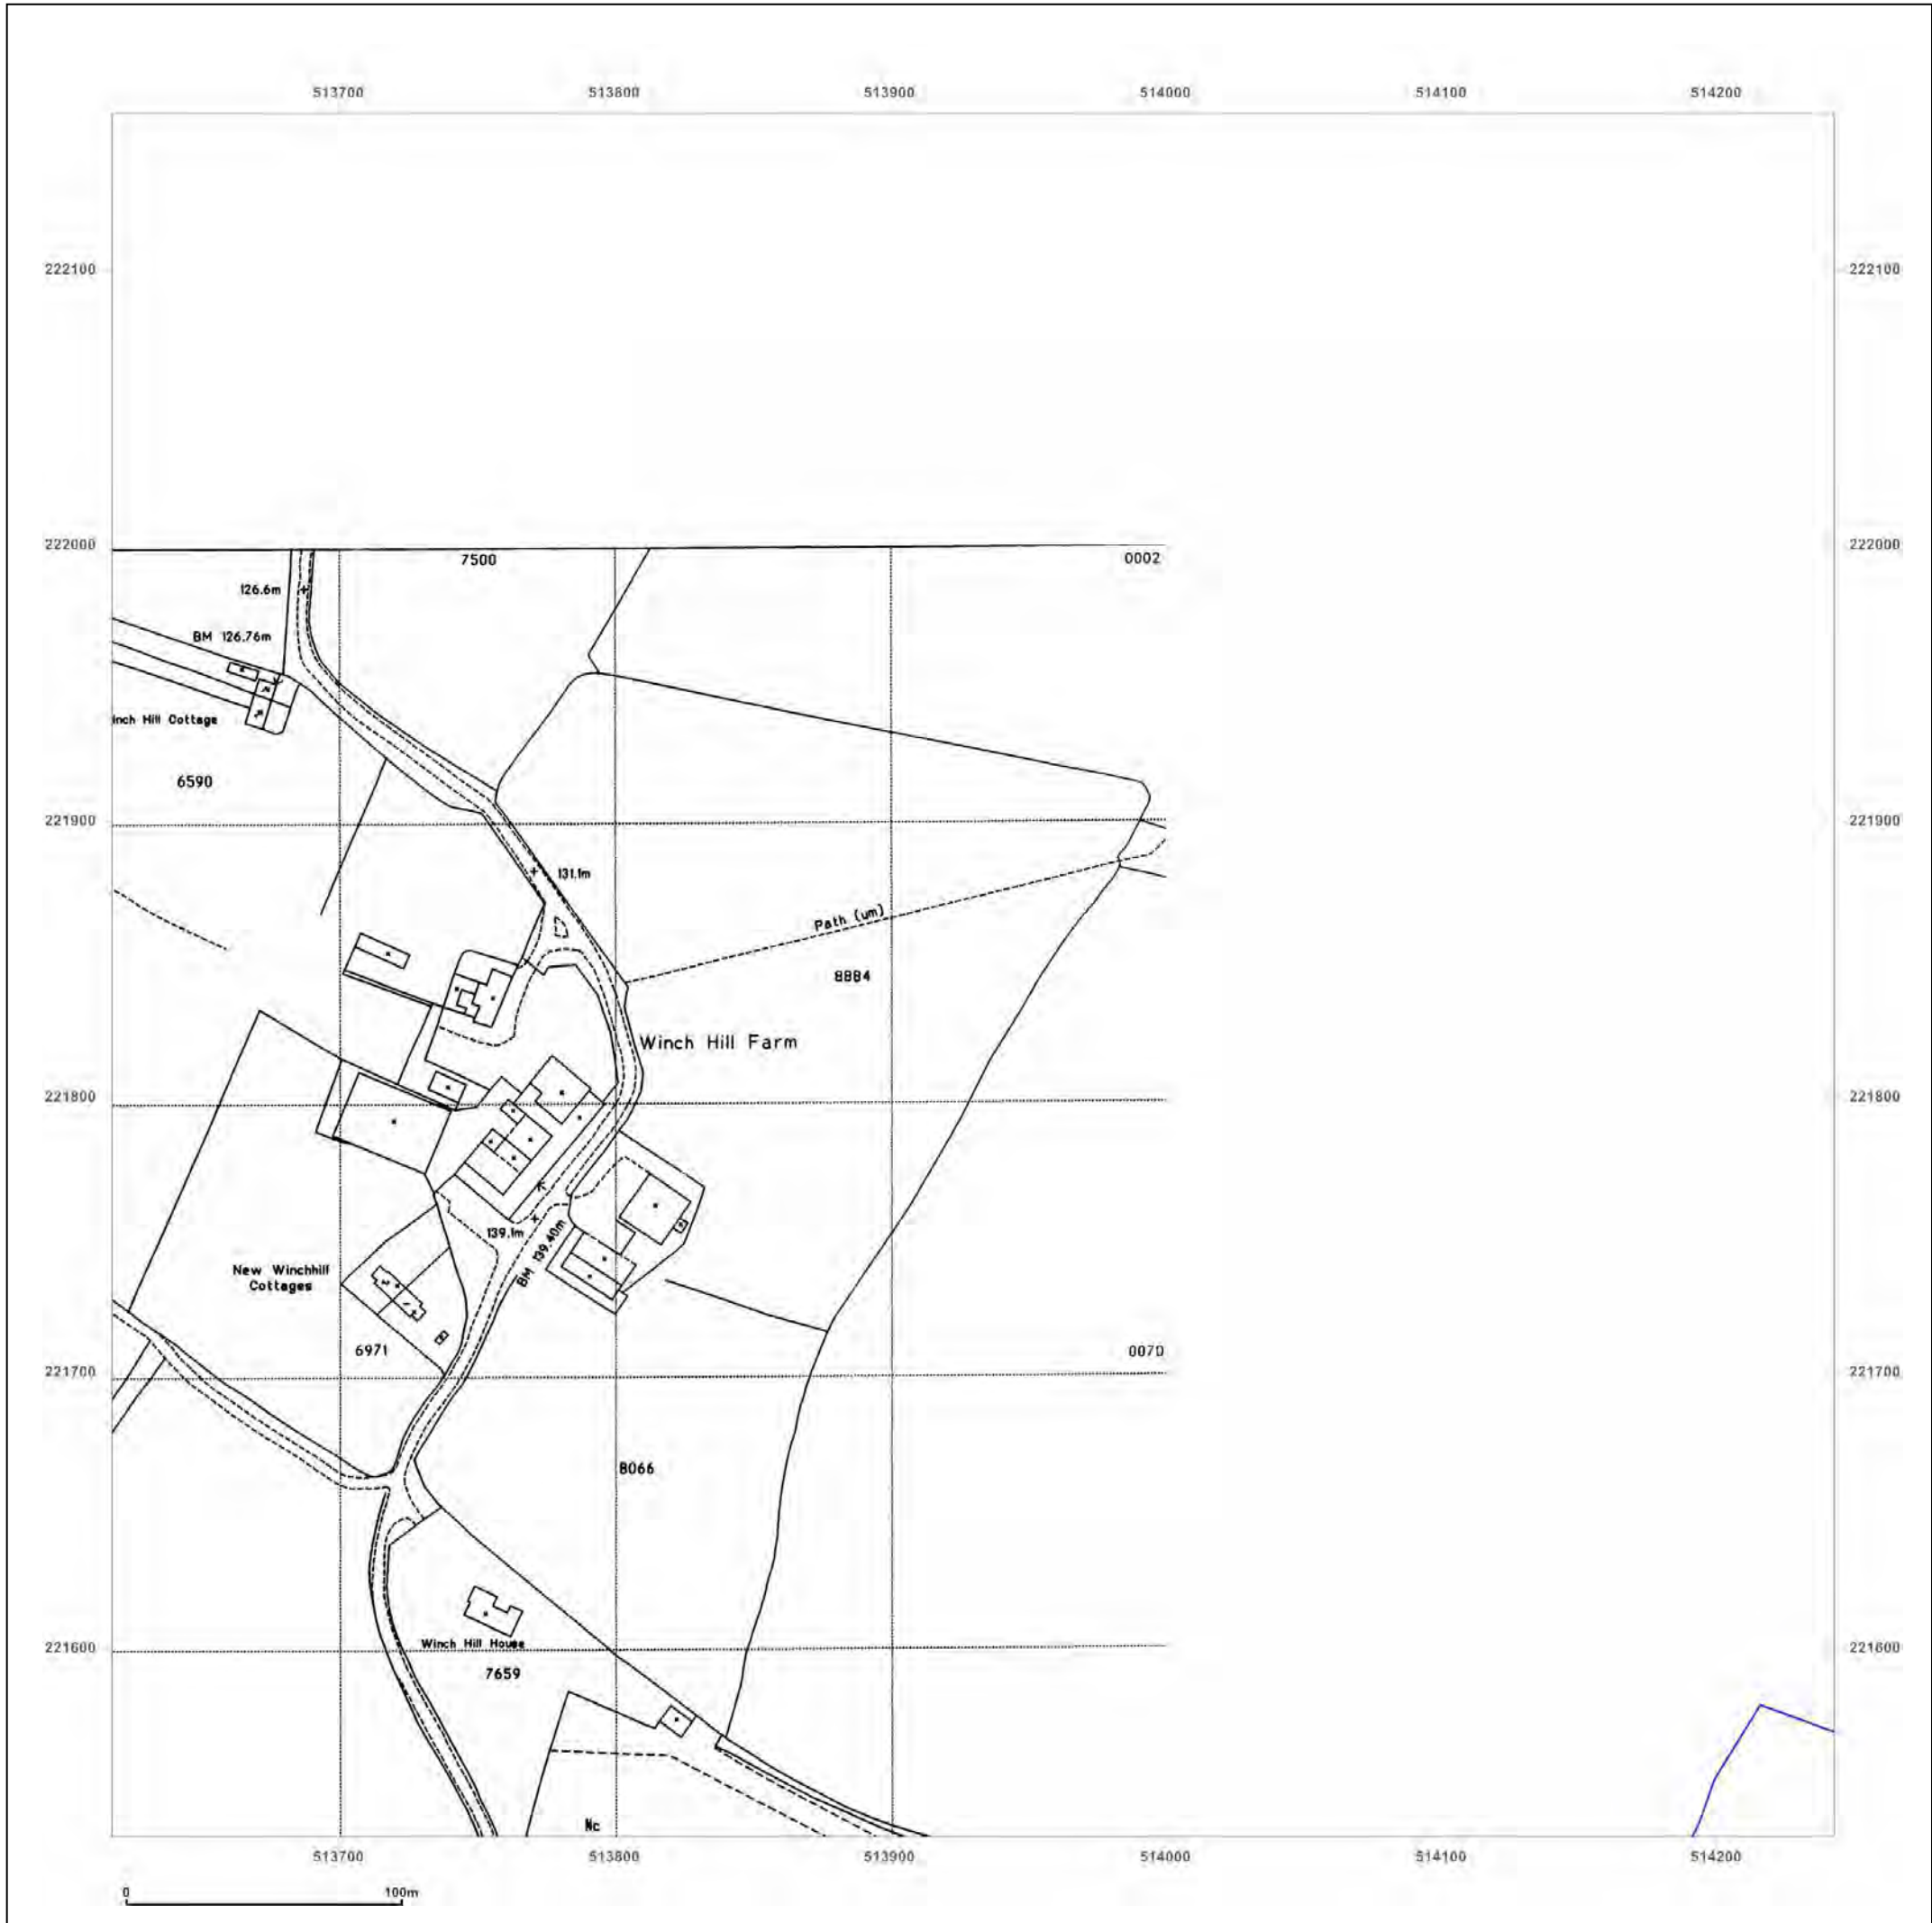 513700 513800 513900 514000 514100 514200
222100 222100
222000 222000
7500 0002
126.6m
BM 126.76m
inch Hill Cottage
6590
221900 221900
131.1m
Path (um)
8884
Winch Hill Farm
221800 221800
139.1m
BM 139.40m
New Winchhill
Cottages
6971 0070
221700 221700
8066
Winch Hill House
221600 221600
7659
Nc
513700 513800 513900 514000 514100 514200
0 100m